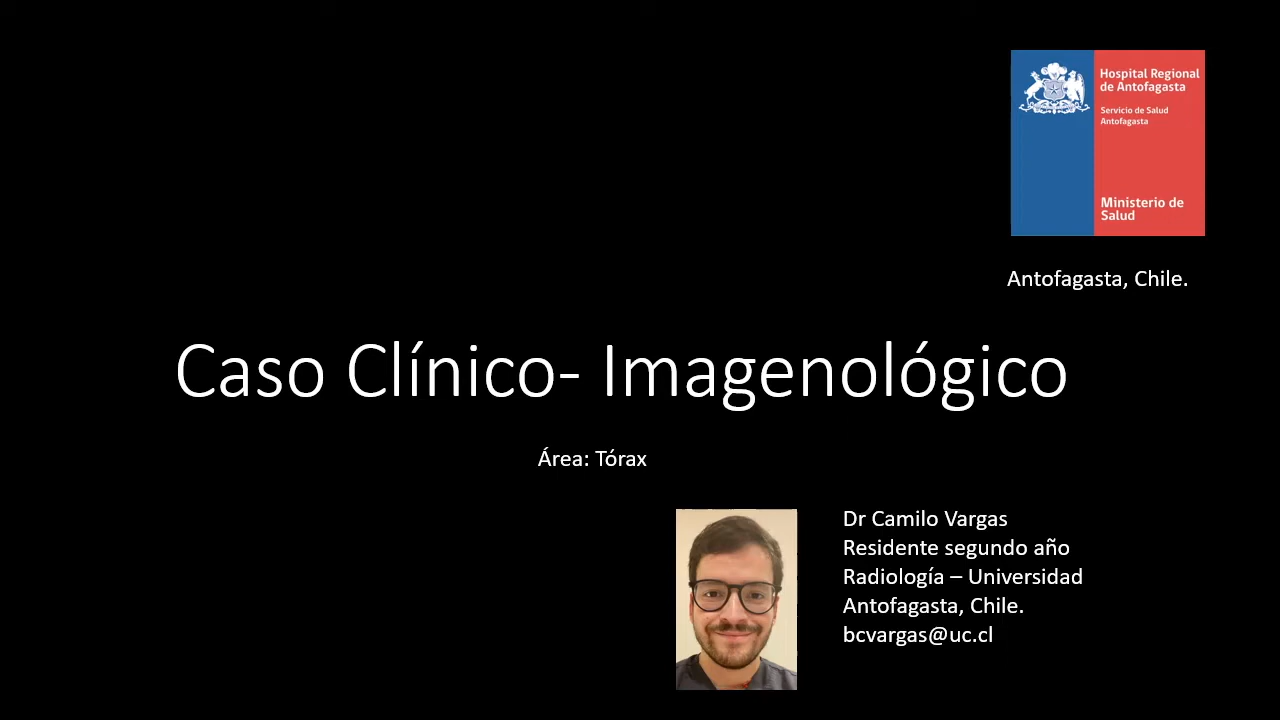 Hospital Regional
de Antofagasta
Servicio de Salud
Antofagasta
Ministerio de
Salud
Antofagasta, Chile.
Caso Clínico- Imagenológico
Área: Tórax
Dr Camilo Vargas
Residente segundo año
Radiología – Universidad
Antofagasta, Chile.
bcvargas@uc.cl